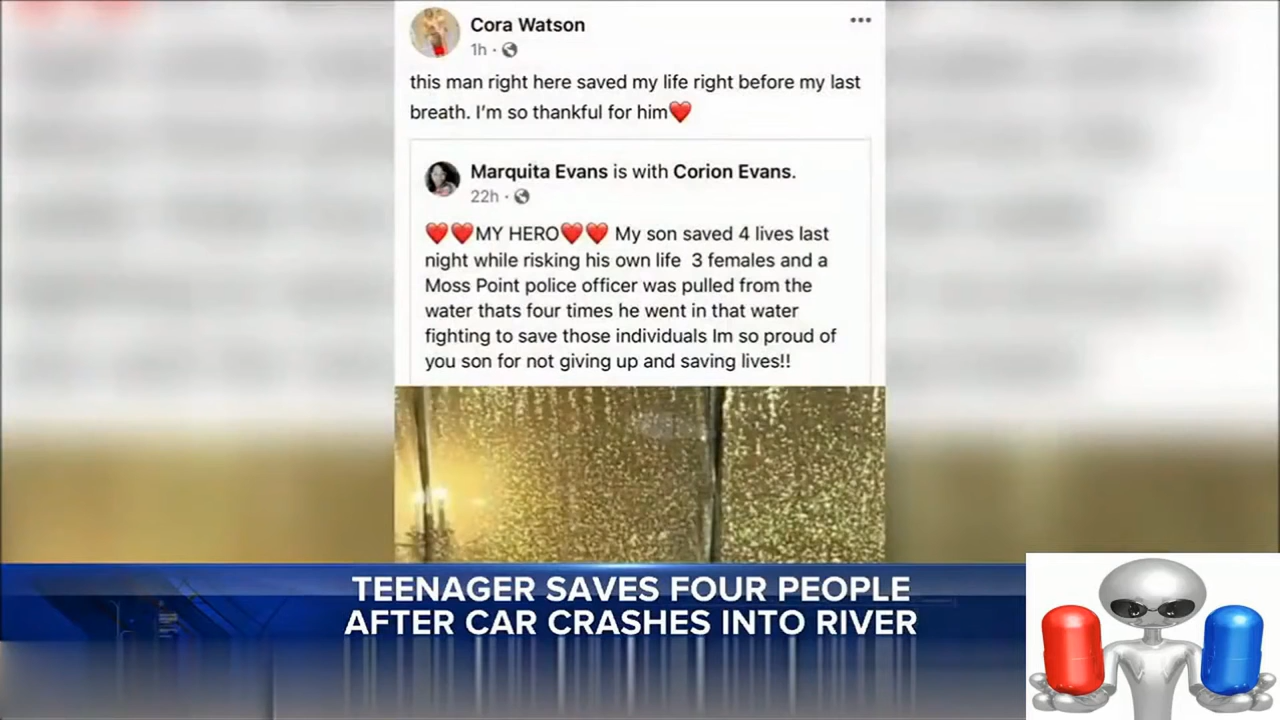 Cora Watson
1h ·
this man right here saved my life right before my last
breath. I'm so thankful for him❤️
Marquita Evans is with Corion Evans.
22h ·
❤️❤️MY HERO❤️❤️ My son saved 4 lives last
night while risking his own life 3 females and a
Moss Point police officer was pulled from the
water thats four times he went in that water
fighting to save those individuals Im so proud of
you son for not giving up and saving lives!!
TEENAGER SAVES FOUR PEOPLE
AFTER CAR CRASHES INTO RIVER